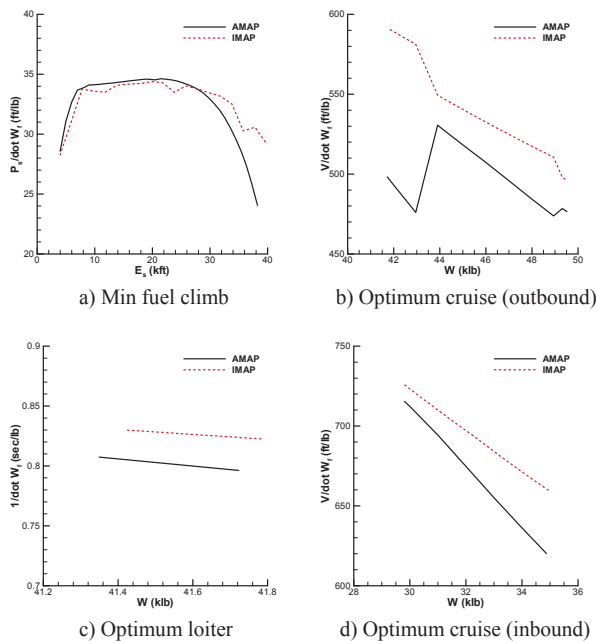 AMAP
IMAP
P_s/dot W_f (ft/lb)
40
35
30
25
20
0 10 20 30 40
E_s (kft)
a) Min fuel climb
AMAP
IMAP
V/dot W_f (ft/lb)
600
550
500
450
40 42 44 46 48 50
W (klb)
b) Optimum cruise (outbound)
AMAP
IMAP
1/dot W_f (sec/lb)
0.9
0.85
0.8
0.7
41.2 41.4 41.6 41.8
W (klb)
c) Optimum loiter
AMAP
IMAP
V/dot W_f (ft/lb)
750
700
650
600
28 30 32 34 36
W (klb)
d) Optimum cruise (inbound)